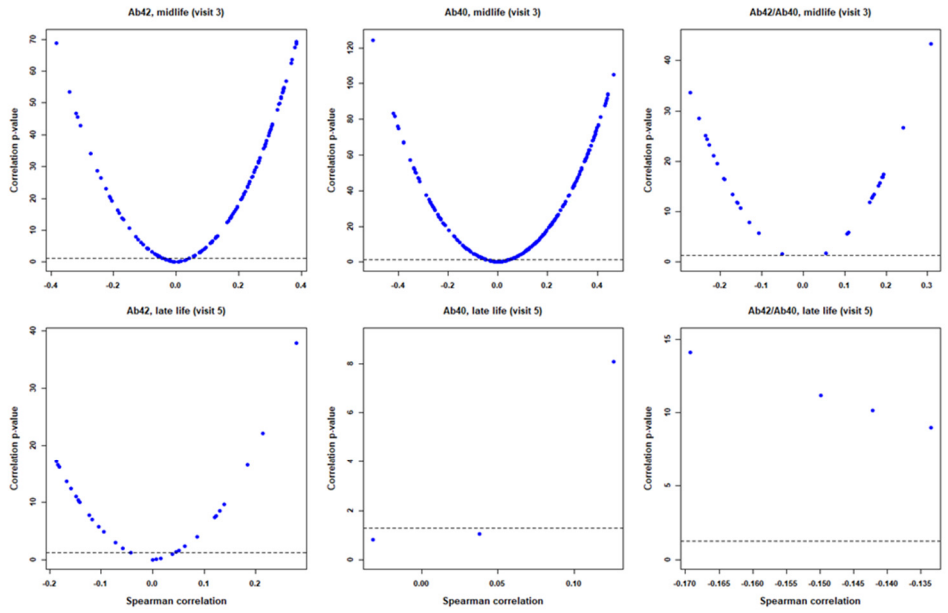 Ab42, midlife (visit 3)
Correlation p-value
0 10 20 30 40 50 60 70
-0.4 -0.2 0.0 0.2 0.4
Ab40, midlife (visit 3)
Correlation p-value
0 20 40 60 80 100 120
-0.4 -0.2 0.0 0.2 0.4
Ab42/Ab40, midlife (visit 3)
Correlation p-value
0 10 20 30 40
-0.2 -0.1 0.0 0.1 0.2 0.3
Ab42, late life (visit 5)
Correlation p-value
0 10 20 30 40
-0.2 -0.1 0.0 0.1 0.2
Spearman correlation
Ab40, late life (visit 5)
Correlation p-value
0 2 4 6 8
0.00 0.05 0.10
Spearman correlation
Ab42/Ab40, late life (visit 5)
Correlation p-value
0 5 10 15
-0.170 -0.165 -0.160 -0.155 -0.150 -0.145 -0.140 -0.135
Spearman correlation